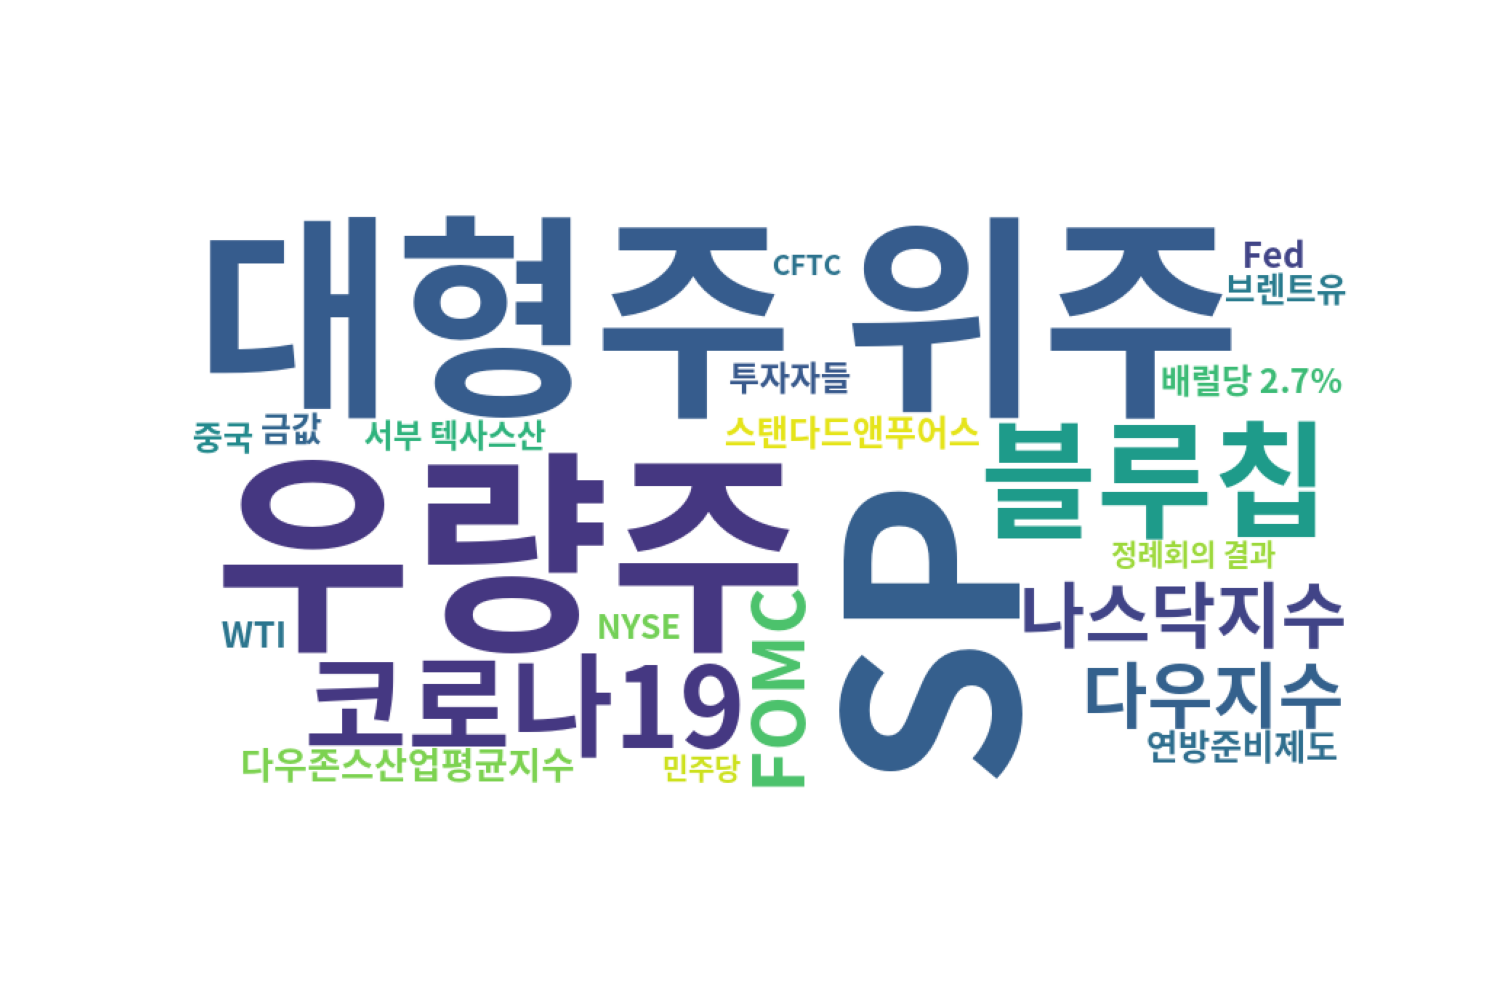 대형주 위주
CFTC
Fed
브렌트유
투자자들
배럴당 2.7%
중국
금값
서부 텍사스산
스탠다드앤푸어스
블루칩
우량주
SP
정례회의 결과
WTI
NYSE
FOMC
나스닥지수
코로나19
다우지수
연방준비제도
다우존스산업평균지수
민주당